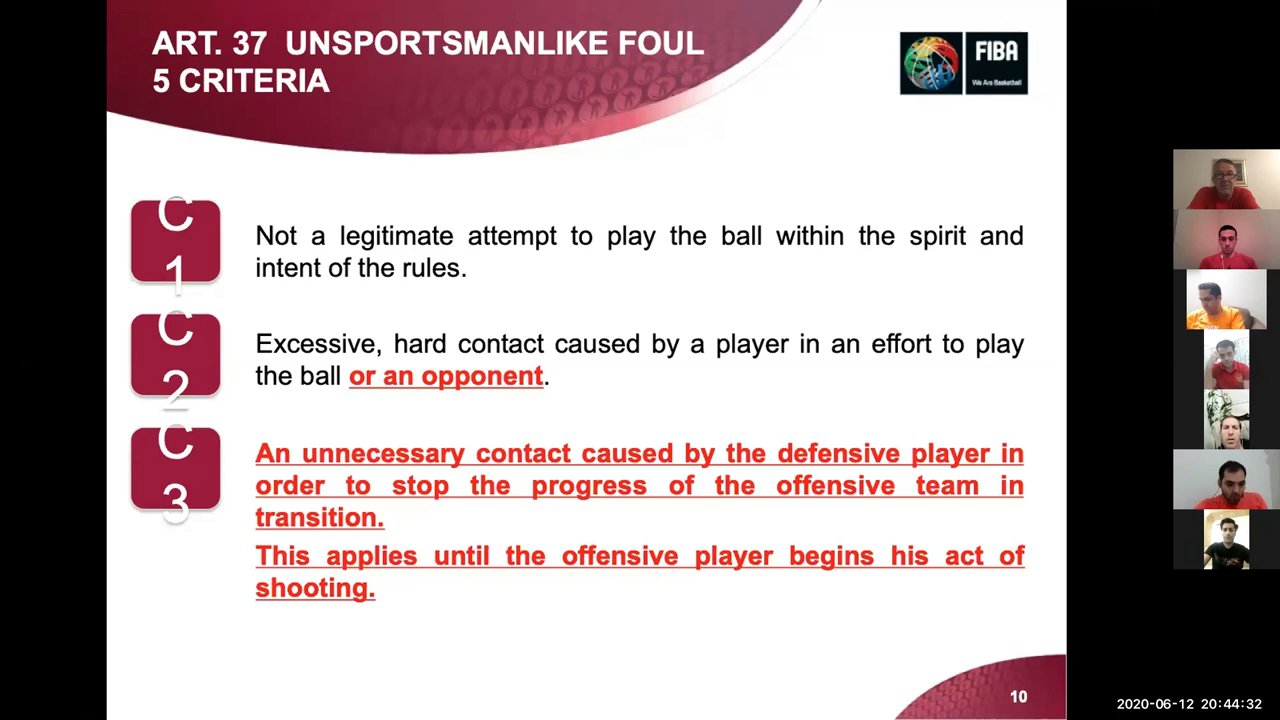 ART. 37 UNSPORTSMANLIKE FOUL
5 CRITERIA
FIBA
We Are Basketball
C
1
Not a legitimate attempt to play the ball within the spirit and
intent of the rules.
C
2
Excessive, hard contact caused by a player in an effort to play
the ball or an opponent.
C
3
An unnecessary contact caused by the defensive player in
order to stop the progress of the offensive team in
transition.
This applies until the offensive player begins his act of
shooting.
10
2020-06-12 20:44:32